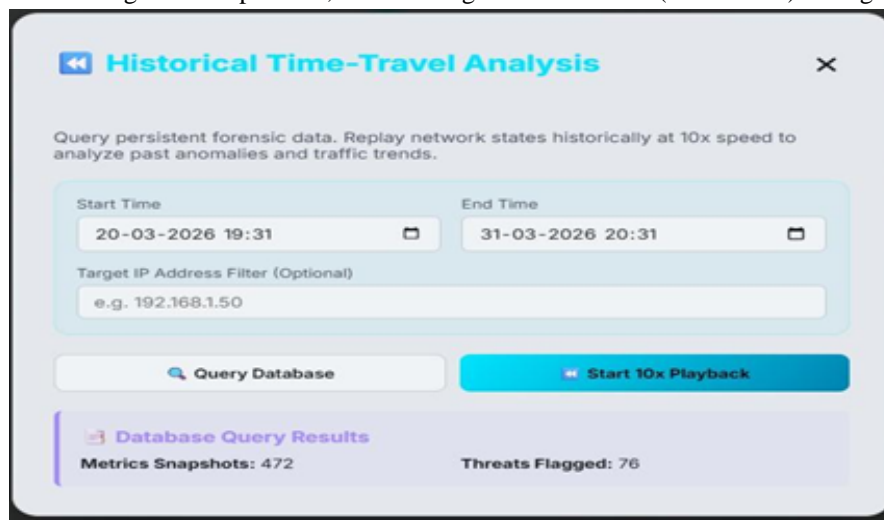 Historical Time-Travel Analysis
Query persistent forensic data. Replay network states historically at 10x speed to
analyze past anomalies and traffic trends.
Start Time
End Time
20-03-2026 19:31
31-03-2026 20:31
Target IP Address Filter (Optional)
e.g. 192.168.1.50
Query Database
Start 10x Playback
Database Query Results
Metrics Snapshots: 472
Threats Flagged: 76